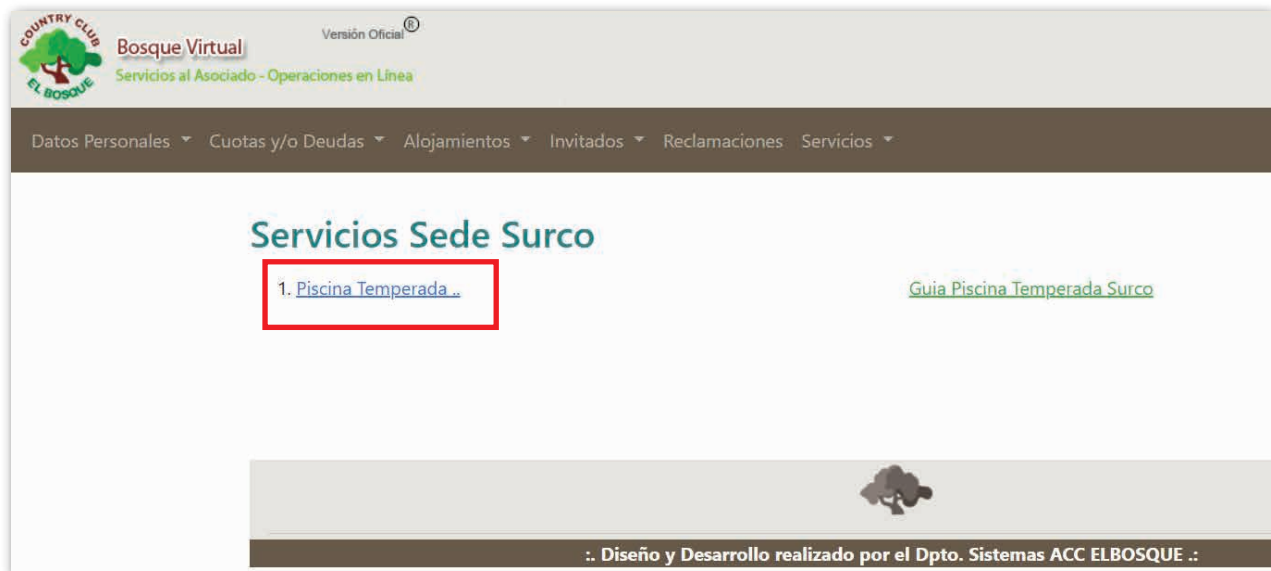 COUNTRY CLUB
EL BOSQUE
Bosque Virtual
Versión Oficial®
Servicios al Asociado - Operaciones en Línea
Datos Personales Cuotas y/o Deudas Alojamientos Invitados Reclamaciones Servicios
Servicios Sede Surco
1. Piscina Temperada ..
Guia Piscina Temperada Surco
:. Diseño y Desarrollo realizado por el Dpto. Sistemas ACC ELBOSQUE .: